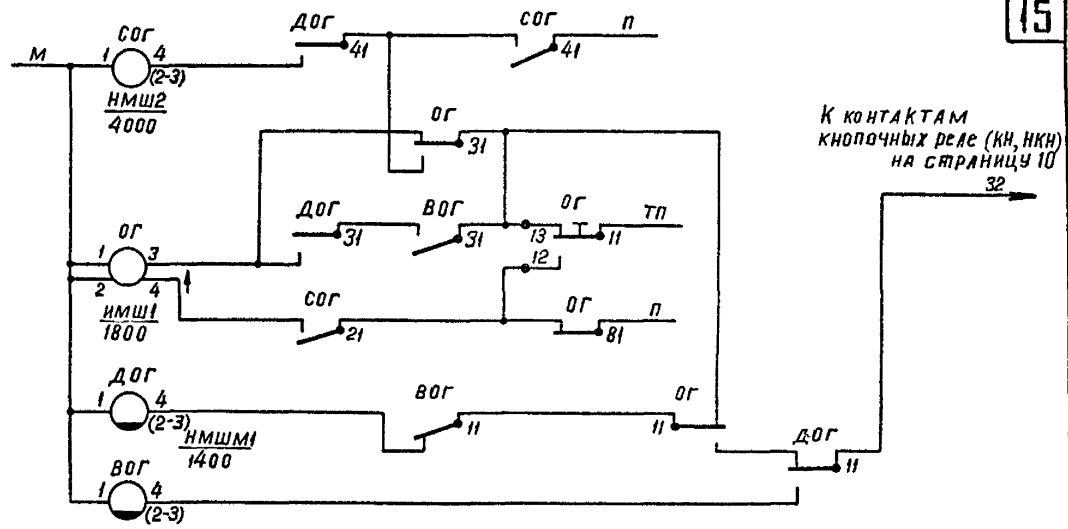 15
М
1 СОГ 4
(2-3)
НМШ2
4000
ДОГ
41
СОГ
41
П
ОГ
31
К КОНТАКТАМ
КНОПОЧНЫХ РЕЛЕ (КН, НКН)
НА СТРАНИЦУ 10
32
ОГ
1 3
2 4
ИМШ1
1800
ДОГ
31
ВОГ
31
ОГ
13 11
ТП
12
СОГ
21
ОГ
81
П
ДОГ
1 4
(2-3)
НМШМ1
1400
ВОГ
11
ОГ
11
ДОГ
11
ВОГ
1 4
(2-3)